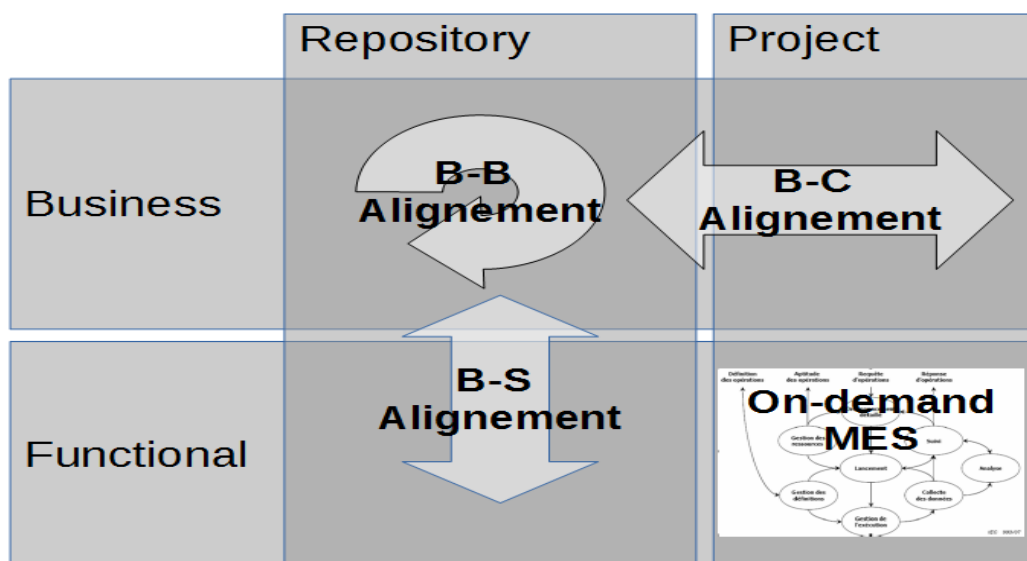 Repository
Project
Business
B-B
Alignement
B-C
Alignement
Functional
B-S
Alignement
Définition
des opérations
Aptitude
des opérations
Requête
d'opérations
Réponse
d'opérations
On-demand
MES
détaillé
Gestion des
ressources
Suivi
Lancement
Analyse
Gestion des
définitions
Collecte
des données
Gestion de
l'exécution